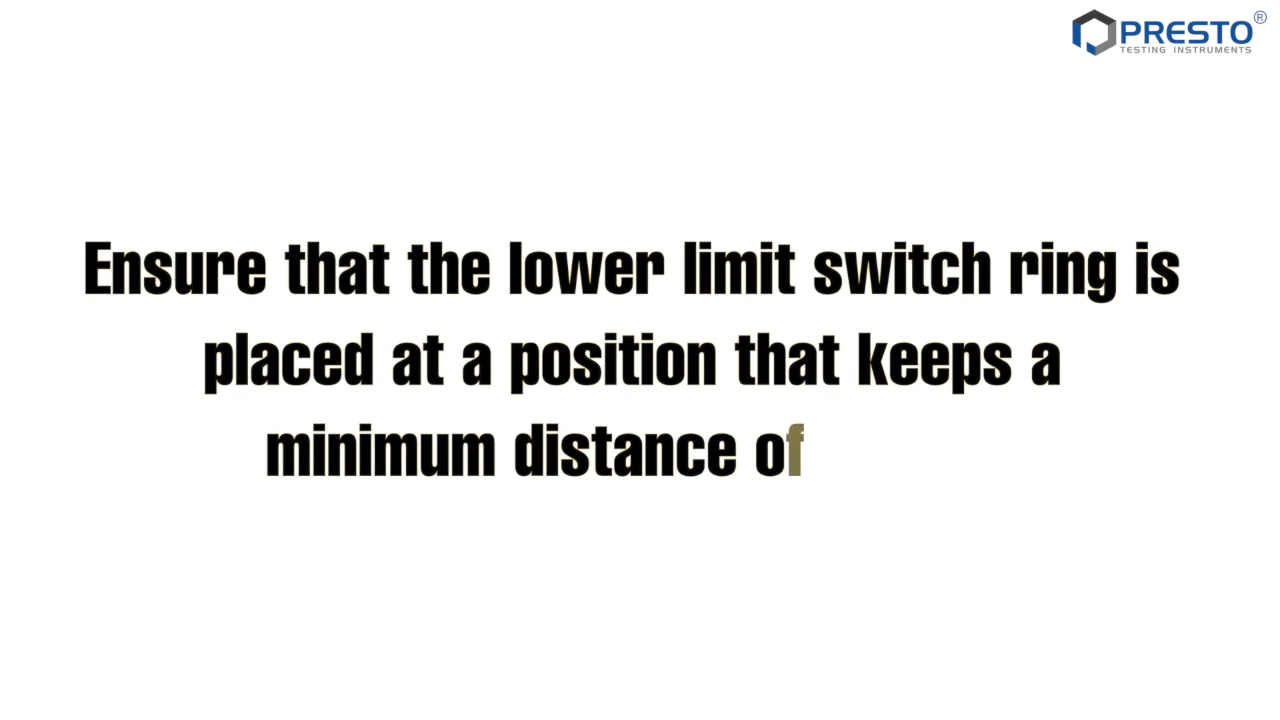 PRESTO®
TESTING INSTRUMENTS
Ensure that the lower limit switch ring is
placed at a position that keeps a
minimum distance of